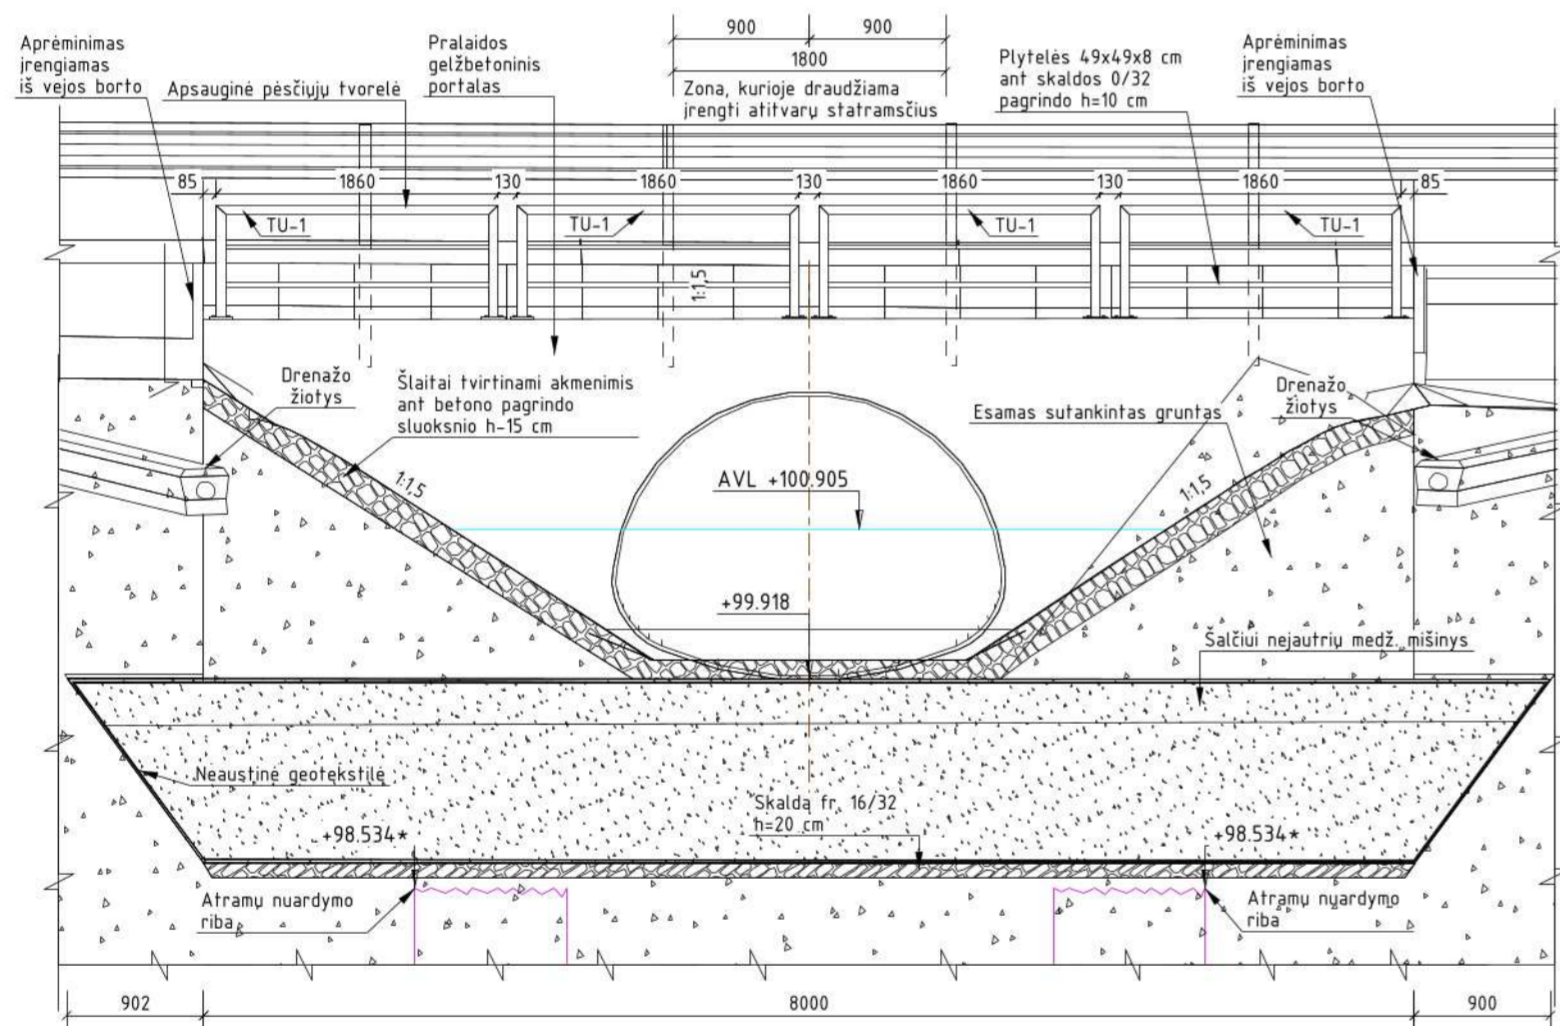 900
900
1800
Aprėminimas
įrengiamas
iš vejos borto
Apsauginė pėsčiųjų tvorelė
Pralaidos
gelžbetoninis
portalas
Zona, kurioje draudžiama
įrengti atitvarų statramsčius
Plytelės 49x49x8 cm
ant skaldos 0/32
pagrindo h=10 cm
Aprėminimas
įrengiamas
iš vejos borto
85
1860
130
1860
130
1860
130
1860
85
TU-1
TU-1
TU-1
TU-1
1:1,5
Drenažo
žiotys
Šlaitai tvirtinami akmenimis
ant betono pagrindo
sluoksnio h-15 cm
Esamas sutankintas gruntas
Drenažo
žiotys
1:1,5
AVL +100.905
1:1,5
+99.918
Šalčiui nejautrių medž. mišinys
Neaustinė geotekstilė
Skalda fr. 16/32
h=20 cm
+98.534*
+98.534*
Atramų nuardymo
riba
Atramų nuardymo
riba
902
8000
900